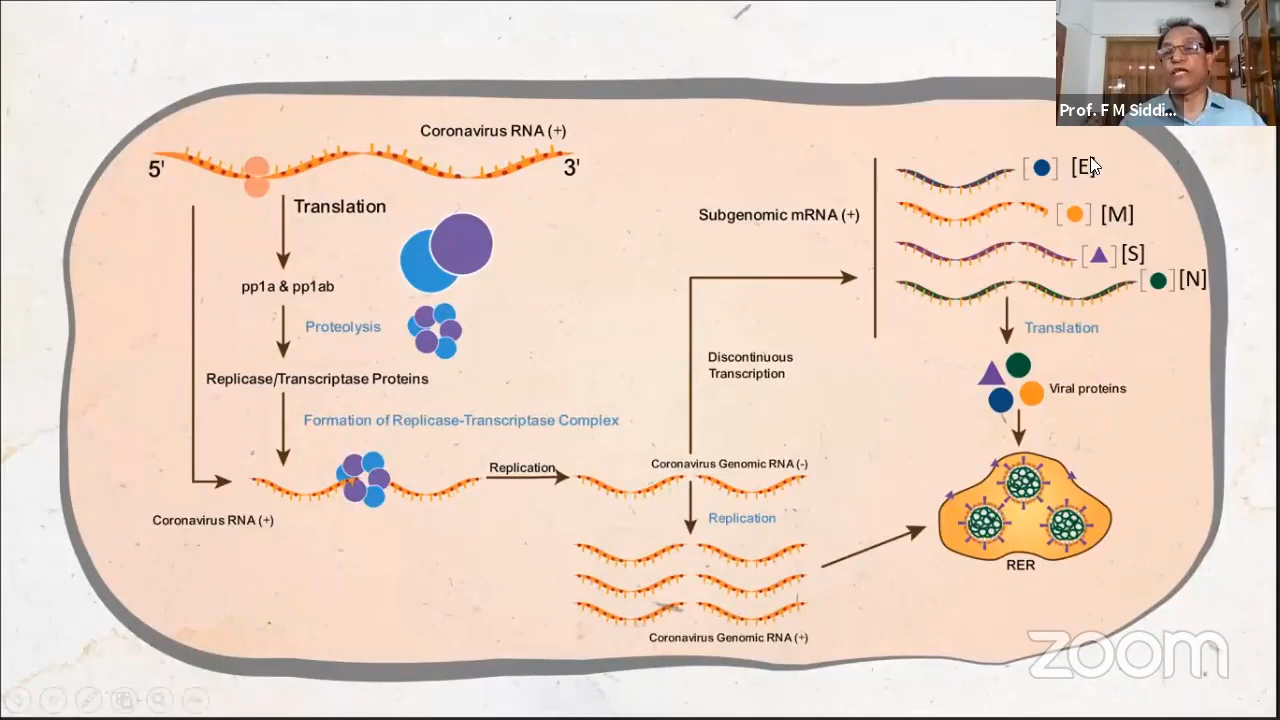 Prof. F M Siddi...
Coronavirus RNA (+)
5'
3'
Translation
pp1a & pp1ab
Proteolysis
Replicase/Transcriptase Proteins
Formation of Replicase-Transcriptase Complex
Coronavirus RNA (+)
Replication
Coronavirus Genomic RNA (-)
Replication
Coronavirus Genomic RNA (+)
Discontinuous
Transcription
Subgenomic mRNA (+)
[E]
[M]
[S]
[N]
Translation
Viral proteins
RER
zoom